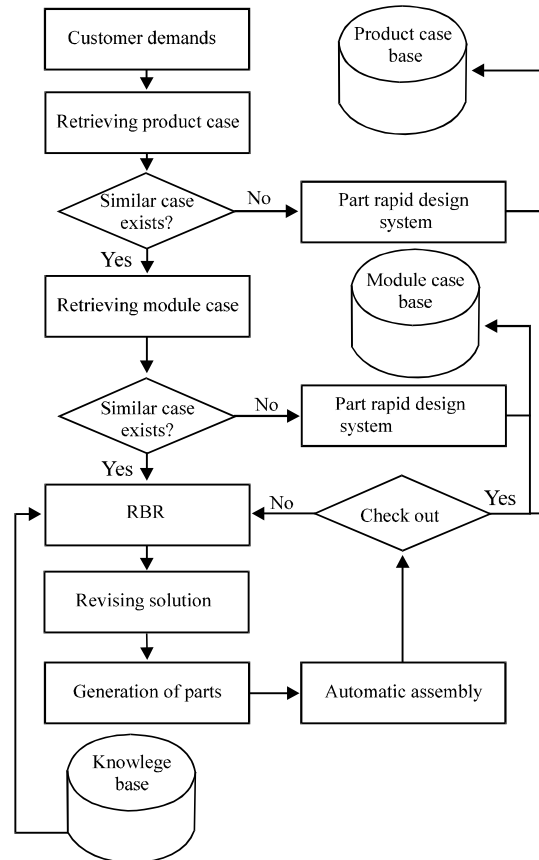 Customer demands
Product case
base
Retrieving product case
Similar case
exists?
No
Part rapid design
system
Yes
Retrieving module case
Module case
base
Similar case
exists?
No
Part rapid design
system
Yes
RBR
No
Check out
Yes
Revising solution
Generation of parts
Automatic assembly
Knowlege
base